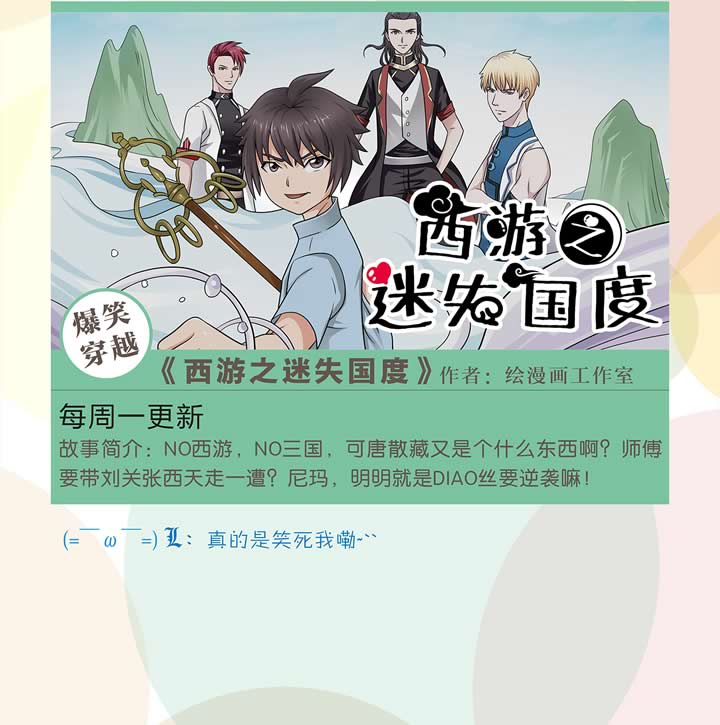 西游之
迷失国度
爆笑
穿越
《西游之迷失国度》作者：绘漫画工作室
每周一更新
故事简介：NO西游，NO三国，可唐散藏又是个什么东西啊？师傅
要带刘关张西天走一遭？尼玛，明明就是DIAO丝要逆袭嘛！
(=￣ω￣=) L：真的是笑死我嘞~``